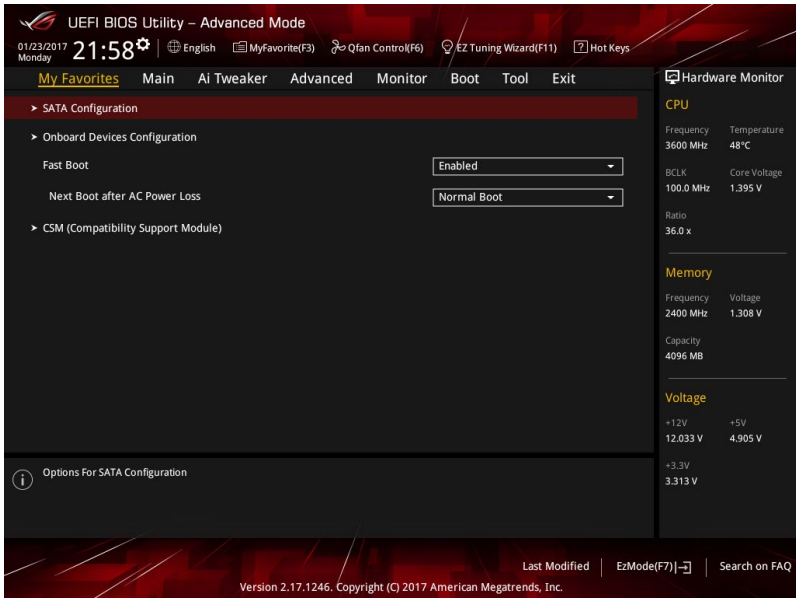 UEFI BIOS Utility – Advanced Mode
01/23/2017 Monday 21:58 English MyFavorite(F3) Qfan Control(F6) EZ Tuning Wizard(F11) ? Hot Keys
My Favorites Main Ai Tweaker Advanced Monitor Boot Tool Exit
Hardware Monitor
> SATA Configuration
> Onboard Devices Configuration
Fast Boot Enabled
Next Boot after AC Power Loss Normal Boot
> CSM (Compatibility Support Module)
CPU
Frequency Temperature
3600 MHz 48°C
BCLK Core Voltage
100.0 MHz 1.395 V
Ratio
36.0 x
Memory
Frequency Voltage
2400 MHz 1.308 V
Capacity
4096 MB
Voltage
+12V +5V
12.033 V 4.905 V
+3.3V
3.313 V
i Options For SATA Configuration
Last Modified EzMode(F7) Search on FAQ
Version 2.17.1246. Copyright (C) 2017 American Megatrends, Inc.